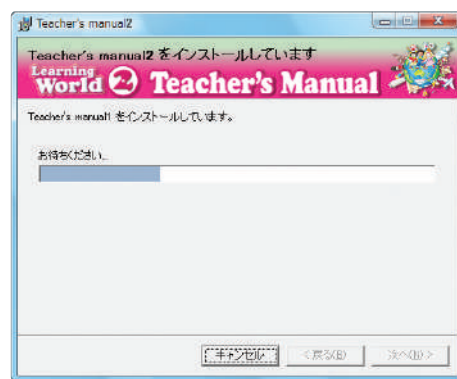 Teacher's manual2
Teacher's manual2 をインストールしています
Learning World 2 Teacher's Manual
Teacher's manual1 をインストールしています。
お待ちください...
キャンセル
< 戻る(B)
次へ(N) >